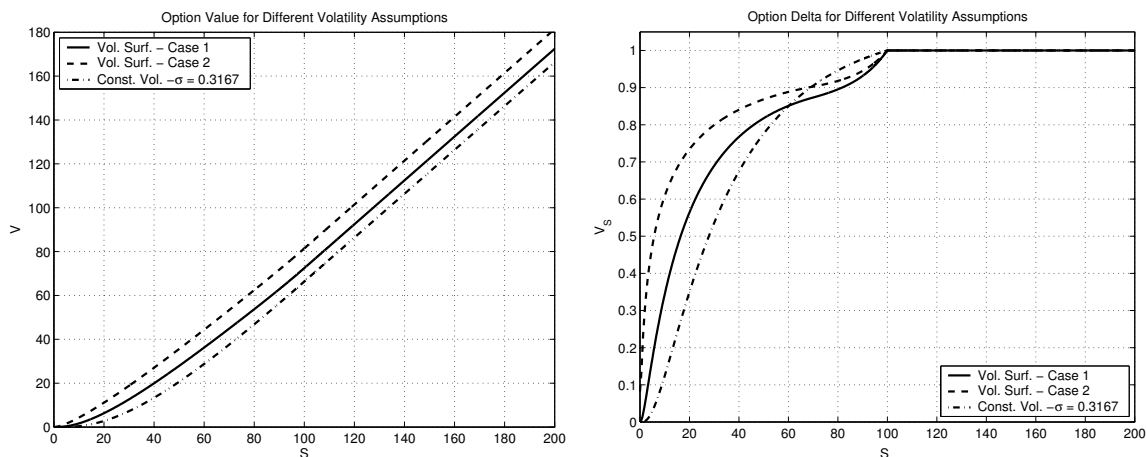 Option Value for Different Volatility Assumptions
180
160
140
120
100
80
60
40
20
0
V
Vol. Surf. − Case 1
Vol. Surf. − Case 2
Const. Vol. −σ = 0.3167
0 20 40 60 80 100 120 140 160 180 200
S
Option Delta for Different Volatility Assumptions
1
0.9
0.8
0.7
0.6
0.5
0.4
0.3
0.2
0.1
0
V_S
Vol. Surf. − Case 1
Vol. Surf. − Case 2
Const. Vol. −σ = 0.3167
0 20 40 60 80 100 120 140 160 180 200
S